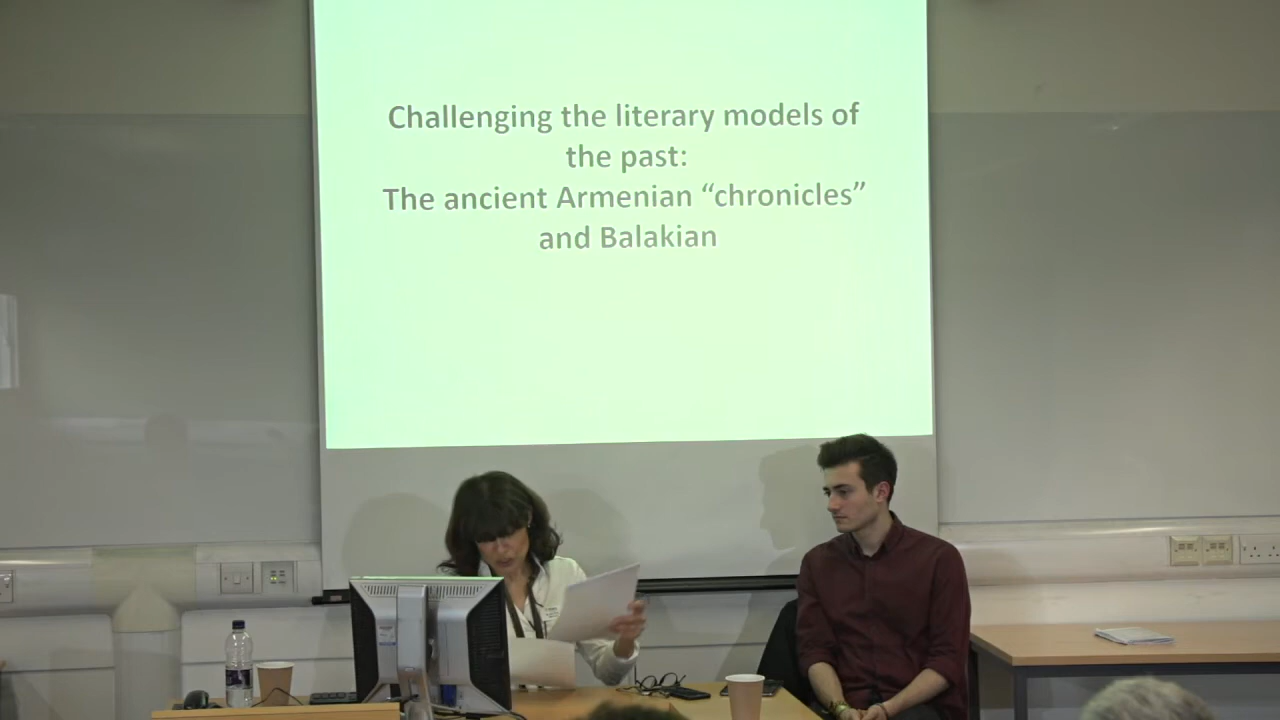 Challenging the literary models of
the past:
The ancient Armenian “chronicles”
and Balakian